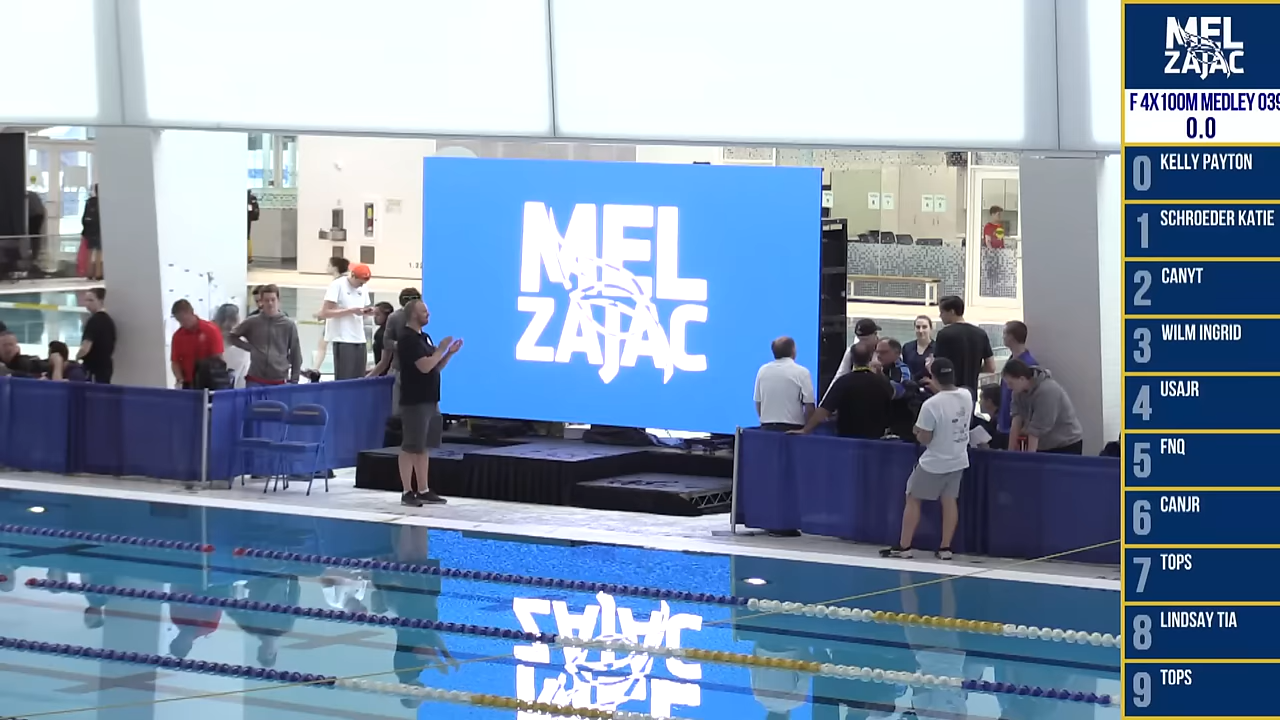 MEL
ZAJAC
MEL
ZAJAC
F 4X100M MEDLEY 039
0.0
0 KELLY PAYTON
1 SCHROEDER KATIE
2 CANYT
3 WILM INGRID
4 USAJR
5 FNQ
6 CANJR
7 TOPS
8 LINDSAY TIA
9 TOPS